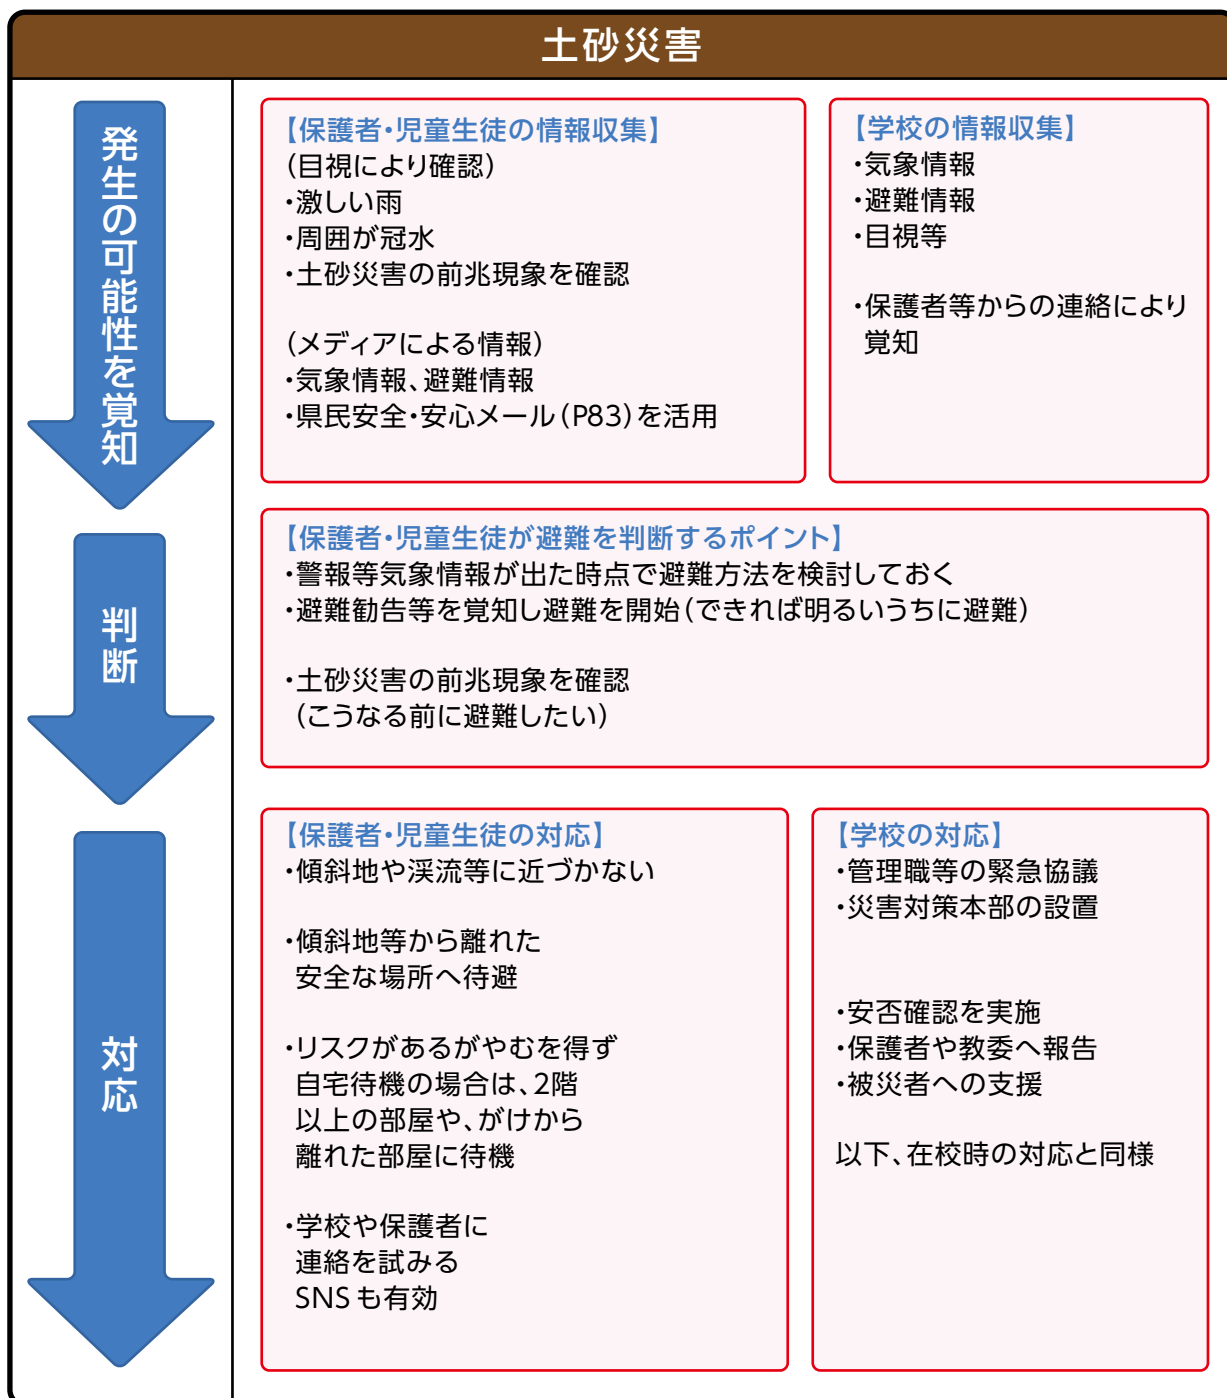 土砂災害
発生の可能性を覚知
【保護者・児童生徒の情報収集】
（目視により確認）
・激しい雨
・周囲が冠水
・土砂災害の前兆現象を確認
（メディアによる情報）
・気象情報、避難情報
・県民安全・安心メール（P83）を活用
【学校の情報収集】
・気象情報
・避難情報
・目視等
・保護者等からの連絡により
覚知
判断
【保護者・児童生徒が避難を判断するポイント】
・警報等気象情報が出た時点で避難方法を検討しておく
・避難勧告等を覚知し避難を開始（できれば明るいうちに避難）
・土砂災害の前兆現象を確認
（こうなる前に避難したい）
対応
【保護者・児童生徒の対応】
・傾斜地や渓流等に近づかない
・傾斜地等から離れた
安全な場所へ待避
・リスクがあるがやむを得ず
自宅待機の場合は、2階
以上の部屋や、がけから
離れた部屋に待機
・学校や保護者に
連絡を試みる
SNSも有効
【学校の対応】
・管理職等の緊急協議
・災害対策本部の設置
・安否確認を実施
・保護者や教委へ報告
・被災者への支援
以下、在校時の対応と同様